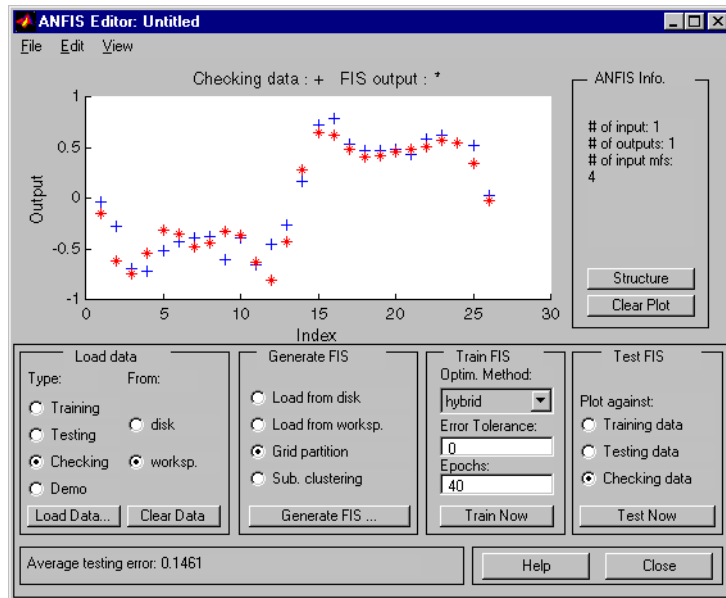 ANFIS Editor: Untitled
File Edit View
Checking data : + FIS output : *
1
0.5
0
-0.5
-1
Output
0 5 10 15 20 25 30
Index
ANFIS Info.
# of input: 1
# of outputs: 1
# of input mfs:
4
Structure
Clear Plot
Load data
Type: From:
Training
disk
Testing
Checking
worksp.
Demo
Load Data... Clear Data
Generate FIS
Load from disk
Load from worksp.
Grid partition
Sub. clustering
Generate FIS ...
Train FIS
Optim. Method:
hybrid
Error Tolerance:
0
Epochs:
40
Train Now
Test FIS
Plot against:
Training data
Testing data
Checking data
Test Now
Average testing error: 0.1461
Help Close